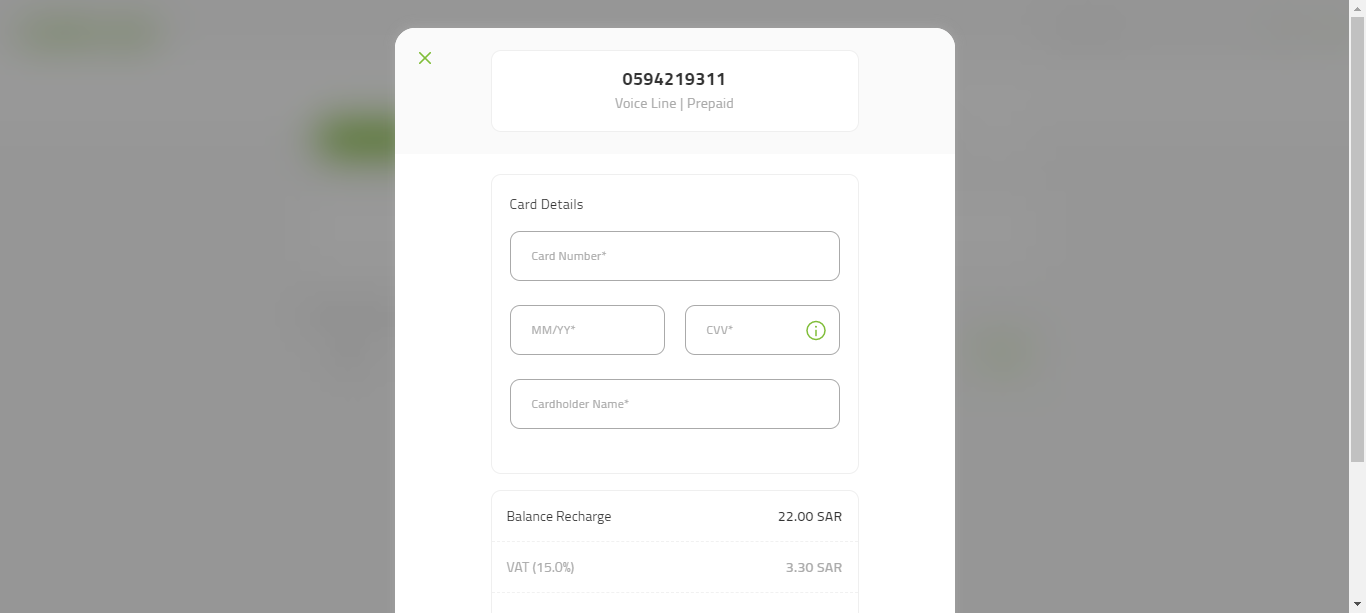 0594219311
Voice Line | Prepaid
Card Details
Card Number*
MM/YY*
CVV*
Cardholder Name*
Balance Recharge 22.00 SAR
VAT (15.0%) 3.30 SAR